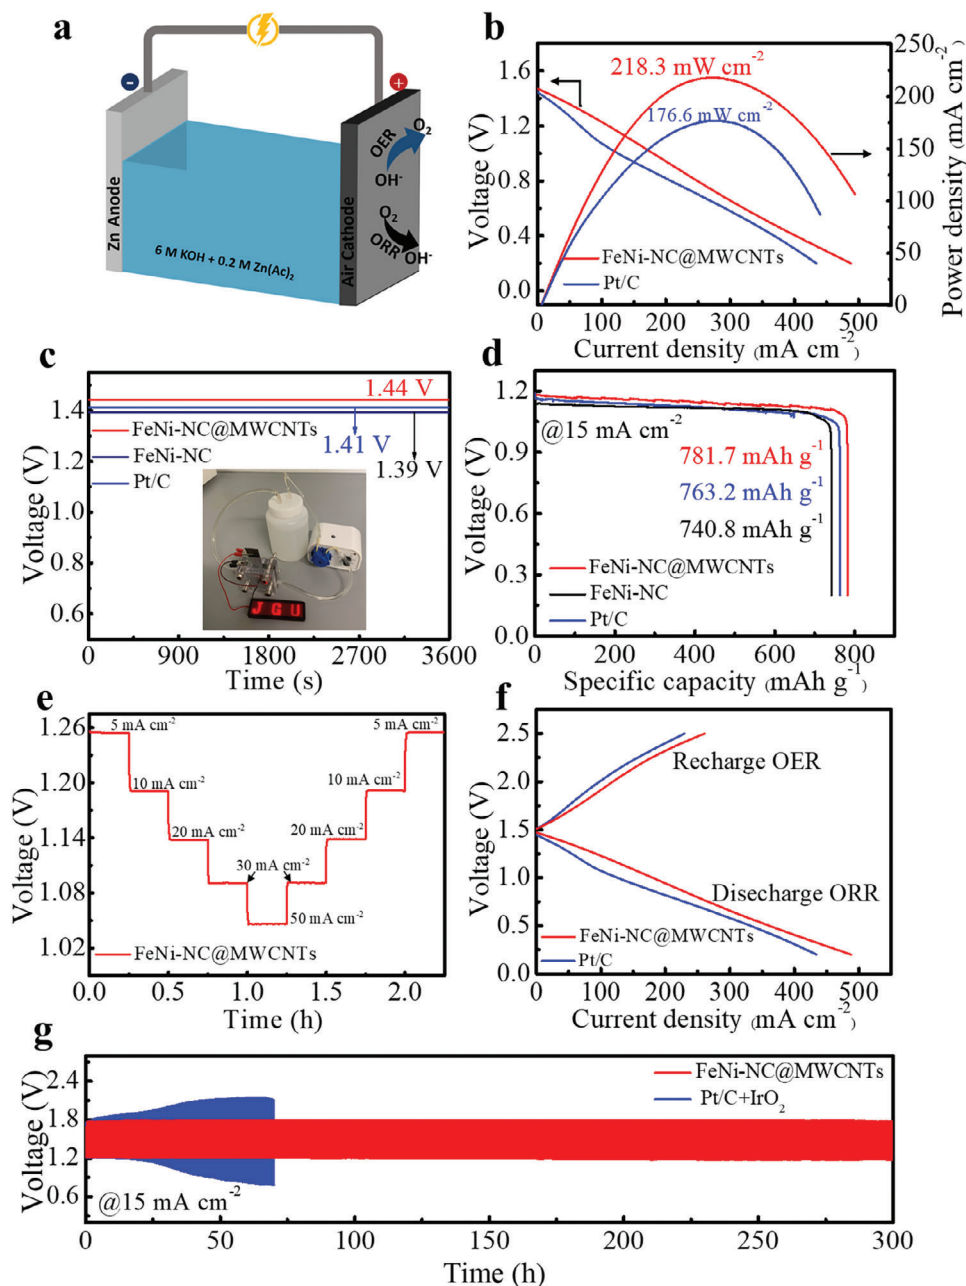 a
-
+
Zn Anode
6 M KOH + 0.2 M Zn(Ac)₂
Air Cathode
OER
O₂
OH⁻
O₂
ORR
OH⁻
b
218.3 mW cm⁻²
176.6 mW cm⁻²
FeNi-NC@MWCNTs
Pt/C
Voltage (V)
1.6
1.2
0.8
0.4
0.0
Power density (mA cm⁻²)
250
200
150
100
50
0
0 100 200 300 400 500
Current density (mA cm⁻²)
c
1.44 V
1.41 V
1.39 V
FeNi-NC@MWCNTs
FeNi-NC
Pt/C
J G U
Voltage (V)
1.4
1.4
1.2
1.0
0.8
0.6
0 900 1800 2700 3600
Time (s)
d
@15 mA cm⁻²
781.7 mAh g⁻¹
763.2 mAh g⁻¹
740.8 mAh g⁻¹
FeNi-NC@MWCNTs
FeNi-NC
Pt/C
Voltage (V)
1.2
0.9
0.6
0.3
0.0
0 200 400 600 800
Specific capacity (mAh g⁻¹)
e
5 mA cm⁻²
5 mA cm⁻²
10 mA cm⁻²
10 mA cm⁻²
20 mA cm⁻²
20 mA cm⁻²
30 mA cm⁻²
50 mA cm⁻²
FeNi-NC@MWCNTs
Voltage (V)
1.26
1.20
1.14
1.08
1.02
0.0 0.5 1.0 1.5 2.0
Time (h)
f
Recharge OER
Disecharge ORR
FeNi-NC@MWCNTs
Pt/C
Voltage (V)
2.5
2.0
1.5
1.0
0.5
0.0
0 100 200 300 400 500
Current density (mA cm⁻²)
g
FeNi-NC@MWCNTs
Pt/C+IrO₂
@15 mA cm⁻²
Voltage (V)
2.4
1.8
1.2
0.6
0 50 100 150 200 250 300
Time (h)